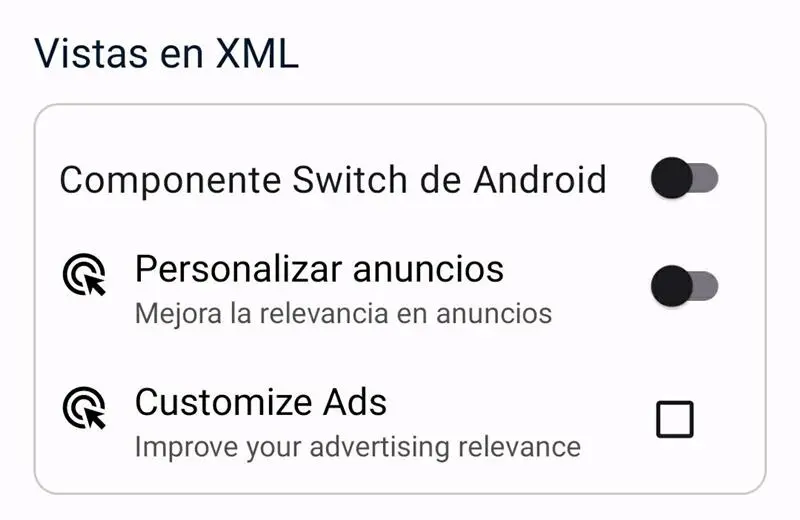 Vistas en XML
Componente Switch de Android
Personalizar anuncios
Mejora la relevancia en anuncios
Customize Ads
Improve your advertising relevance